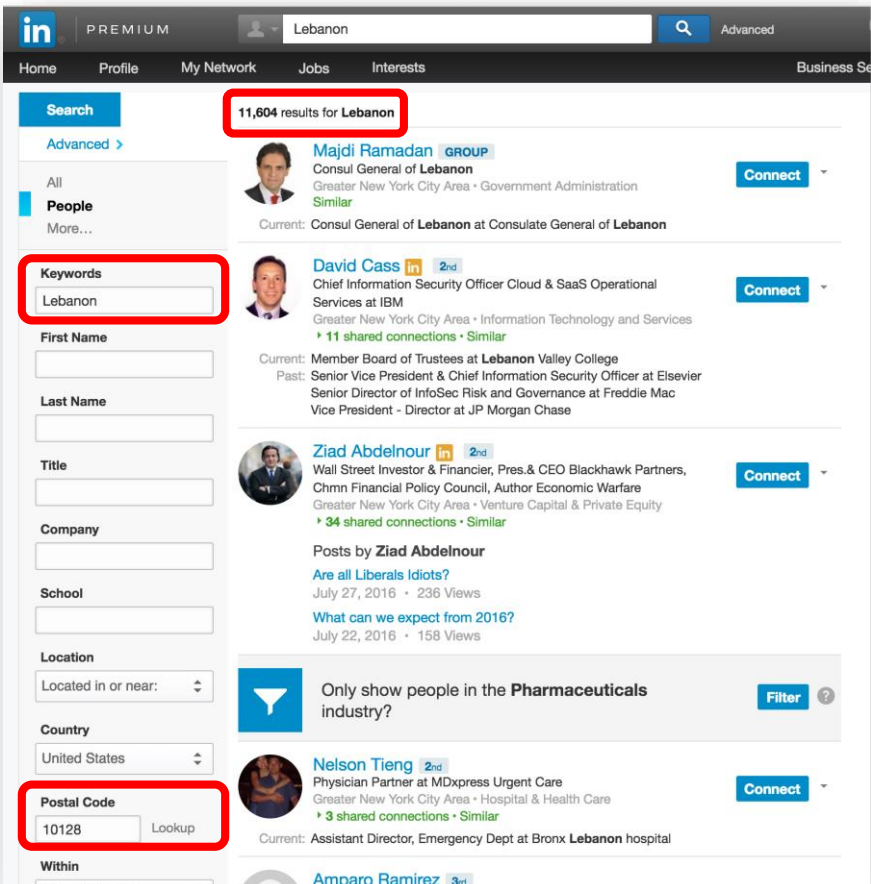 in PREMIUM Lebanon Advanced
Home Profile My Network Jobs Interests Business Se
Search
Advanced >
All
People
More...
Keywords
Lebanon
First Name
Last Name
Title
Company
School
Location
Located in or near:
Country
United States
Postal Code
10128 Lookup
Within
11,604 results for Lebanon
Majdi Ramadan GROUP
Consul General of Lebanon
Greater New York City Area • Government Administration
Similar
Connect
Current: Consul General of Lebanon at Consulate General of Lebanon
David Cass in 2nd
Chief Information Security Officer Cloud & SaaS Operational
Services at IBM
Greater New York City Area • Information Technology and Services
11 shared connections • Similar
Connect
Current: Member Board of Trustees at Lebanon Valley College
Past: Senior Vice President & Chief Information Security Officer at Elsevier
Senior Director of InfoSec Risk and Governance at Freddie Mac
Vice President - Director at JP Morgan Chase
Ziad Abdelnour in 2nd
Wall Street Investor & Financier, Pres.& CEO Blackhawk Partners,
Chmn Financial Policy Council, Author Economic Warfare
Greater New York City Area • Venture Capital & Private Equity
34 shared connections • Similar
Connect
Posts by Ziad Abdelnour
Are all Liberals Idiots?
July 27, 2016 • 236 Views
What can we expect from 2016?
July 22, 2016 • 158 Views
Only show people in the Pharmaceuticals
industry?
Filter ?
Nelson Tieng 2nd
Physician Partner at MDxpress Urgent Care
Greater New York City Area • Hospital & Health Care
3 shared connections • Similar
Connect
Current: Assistant Director, Emergency Dept at Bronx Lebanon hospital
Amparo Ramirez 3rd